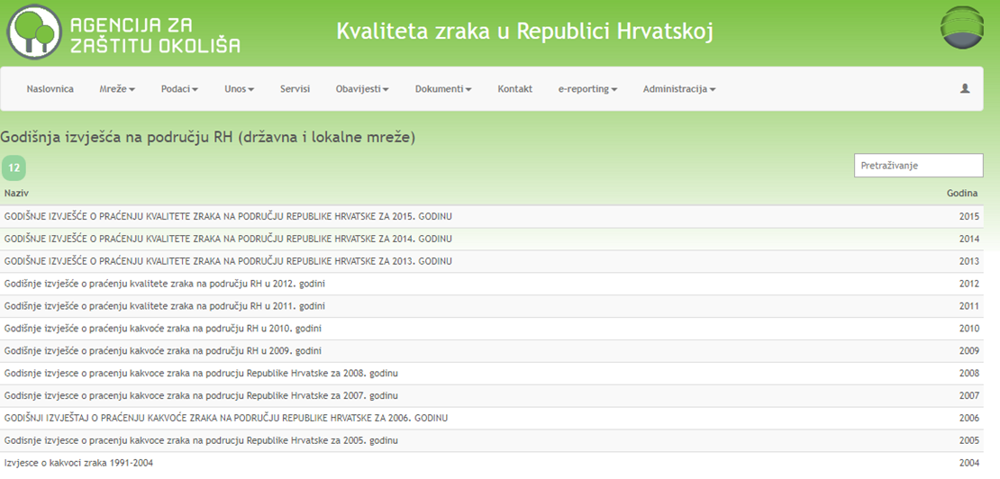 AGENCIJA ZA
ZAŠTITU OKOLIŠA
Kvaliteta zraka u Republici Hrvatskoj
Naslovnica Mreže Podaci Unos Servisi Obavijesti Dokumenti Kontakt e-reporting Administracija
Godišnja izvješća na području RH (državna i lokalne mreže)
12 Pretraživanje
Naziv Godina
GODIŠNJE IZVJEŠĆE O PRAĆENJU KVALITETE ZRAKA NA PODRUČJU REPUBLIKE HRVATSKE ZA 2015. GODINU 2015
GODIŠNJE IZVJEŠĆE O PRAĆENJU KVALITETE ZRAKA NA PODRUČJU REPUBLIKE HRVATSKE ZA 2014. GODINU 2014
GODIŠNJE IZVJEŠĆE O PRAĆENJU KVALITETE ZRAKA NA PODRUČJU REPUBLIKE HRVATSKE ZA 2013. GODINU 2013
Godišnje izvješće o praćenju kvalitete zraka na području RH u 2012. godini 2012
Godišnje izvješće o praćenju kvalitete zraka na području RH u 2011. godini 2011
Godišnje izvješće o praćenju kakvoće zraka na području RH u 2010. godini 2010
Godišnje izvješće o praćenju kakvoće zraka na području RH u 2009. godini 2009
Godisnje izvjesce o pracenju kakvoce zraka na podrucju Republike Hrvatske za 2008. godinu 2008
Godisnje izvjesce o pracenju kakvoce zraka na podrucju Republike Hrvatske za 2007. godinu 2007
GODIŠNJI IZVJEŠTAJ O PRAĆENJU KAKVOĆE ZRAKA NA PODRUČJU REPUBLIKE HRVATSKE ZA 2006. GODINU 2006
Godisnje izvjesce o pracenju kakvoce zraka na podrucju Republike Hrvatske za 2005. godinu 2005
Izvjesce o kakvoci zraka 1991-2004 2004